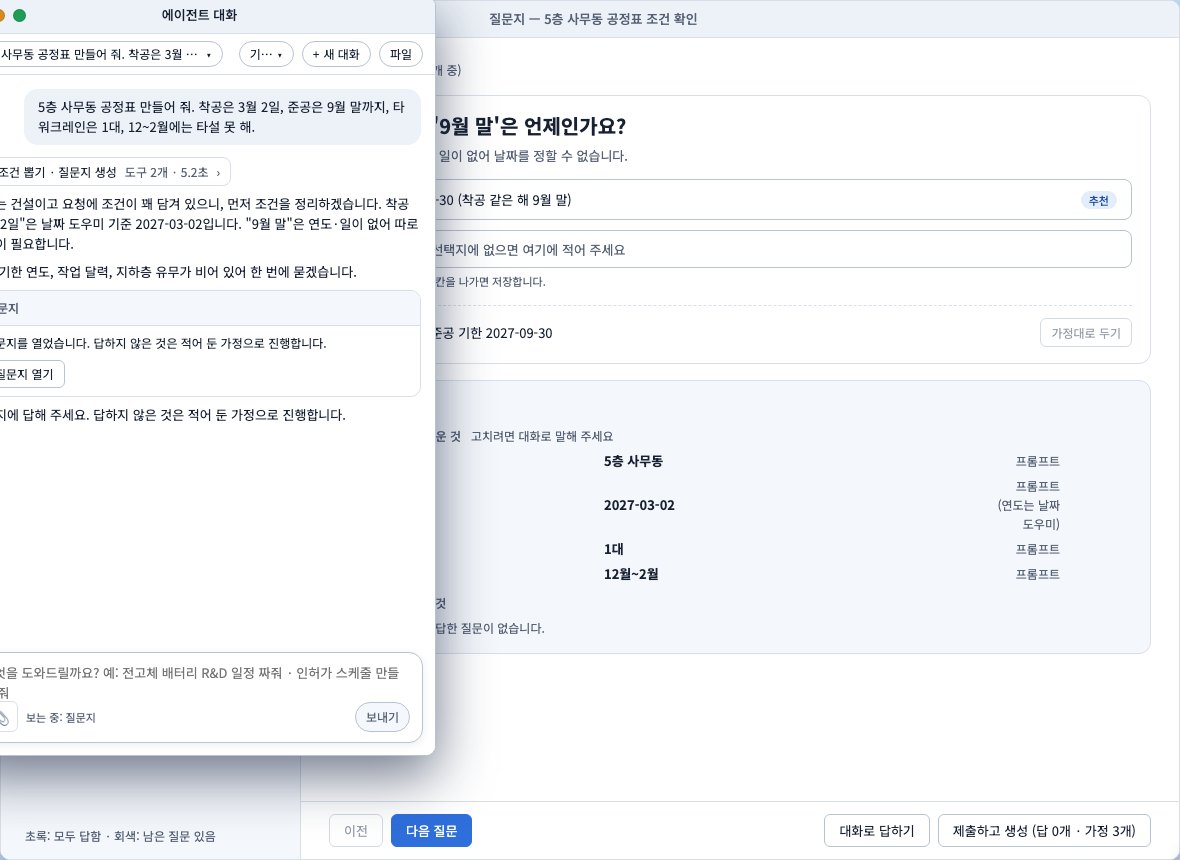 에이전트 대화
사무동 공정표 만들어 줘. 착공은 3월 ···
기···
+ 새 대화
파일
5층 사무동 공정표 만들어 줘. 착공은 3월 2일, 준공은 9월 말까지, 타
워크레인은 1대, 12~2월에는 타설 못 해.
조건 뽑기 · 질문지 생성 도구 2개 · 5.2초 ›
는 건설이고 요청에 조건이 꽤 담겨 있으니, 먼저 조건을 정리하겠습니다. 착공
2일"은 날짜 도우미 기준 2027-03-02입니다. "9월 말"은 연도·일이 없어 따로
이 필요합니다.
기한 연도, 작업 달력, 지하층 유무가 비어 있어 한 번에 묻겠습니다.
문지
문지를 열었습니다. 답하지 않은 것은 적어 둔 가정으로 진행합니다.
질문지 열기
지에 답해 주세요. 답하지 않은 것은 적어 둔 가정으로 진행합니다.
것을 도와드릴까요? 예: 전고체 배터리 R&D 일정 짜줘 · 인허가 스케줄 만들
줘
보는 중: 질문지
보내기
질문지 — 5층 사무동 공정표 조건 확인
개 중)
'9월 말'은 언제인가요?
일이 없어 날짜를 정할 수 없습니다.
-30 (착공 같은 해 9월 말)
추천
선택지에 없으면 여기에 적어 주세요
칸을 나가면 저장합니다.
준공 기한 2027-09-30
가정대로 두기
운 것 고치려면 대화로 말해 주세요
5층 사무동
프롬프트
2027-03-02
프롬프트
(연도는 날짜
도우미)
1대
프롬프트
12월~2월
프롬프트
것
답한 질문이 없습니다.
초록: 모두 답함 · 회색: 남은 질문 있음
이전
다음 질문
대화로 답하기
제출하고 생성 (답 0개 · 가정 3개)